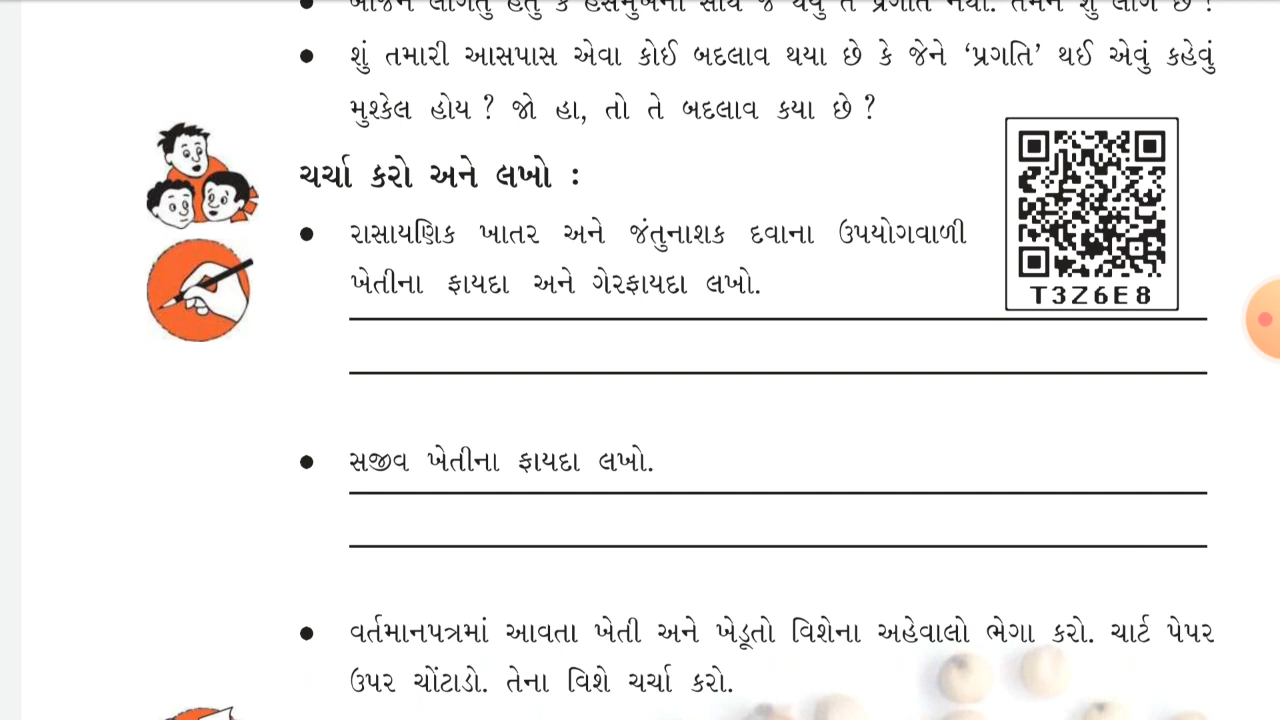 શું તમારી આસપાસ એવા કોઈ બદલાવ થયા છે કે જેને ‘પ્રગતિ’ થઈ એવું કહેવું
મુશ્કેલ હોય ? જો હા, તો તે બદલાવ કયા છે ?
ચર્ચા કરો અને લખો :
રાસાયણિક ખાતર અને જંતુનાશક દવાના ઉપયોગવાળી
ખેતીના ફાયદા અને ગેરફાયદા લખો.
T3Z6E8
સજીવ ખેતીના ફાયદા લખો.
વર્તમાનપત્રમાં આવતા ખેતી અને ખેડૂતો વિશેના અહેવાલો ભેગા કરો. ચાર્ટ પેપર
ઉપર ચોંટાડો. તેના વિશે ચર્ચા કરો.